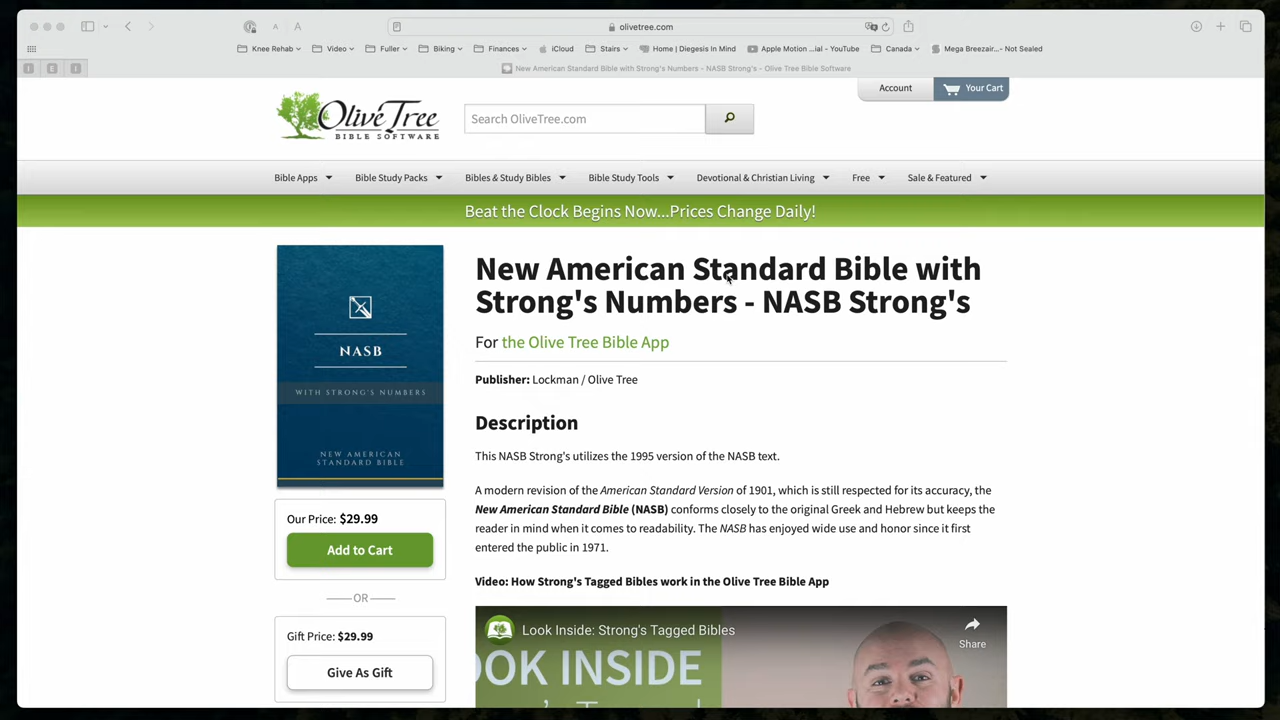 A A
olivetree.com
Knee Rehab
Video
Fuller
Biking
Finances
iCloud
Stairs
Home | Diegesis In Mind
Apple Motion ...ial - YouTube
Canada
Mega Breezair...- Not Sealed
I
E
I
New American Standard Bible with Strong's Numbers - NASB Strong's - Olive Tree Bible Software
Account
Your Cart
Olive Tree
BIBLE SOFTWARE
Search OliveTree.com
Bible Apps
Bible Study Packs
Bibles & Study Bibles
Bible Study Tools
Devotional & Christian Living
Free
Sale & Featured
Beat the Clock Begins Now...Prices Change Daily!
NASB
WITH STRONG'S NUMBERS
NEW AMERICAN
STANDARD BIBLE
Our Price: $29.99
Add to Cart
OR
Gift Price: $29.99
Give As Gift
New American Standard Bible with
Strong's Numbers - NASB Strong's
For the Olive Tree Bible App
Publisher: Lockman / Olive Tree
Description
This NASB Strong's utilizes the 1995 version of the NASB text.
A modern revision of the American Standard Version of 1901, which is still respected for its accuracy, the
New American Standard Bible (NASB) conforms closely to the original Greek and Hebrew but keeps the
reader in mind when it comes to readability. The NASB has enjoyed wide use and honor since it first
entered the public in 1971.
Video: How Strong's Tagged Bibles work in the Olive Tree Bible App
Look Inside: Strong's Tagged Bibles
Share
OOK INSIDE